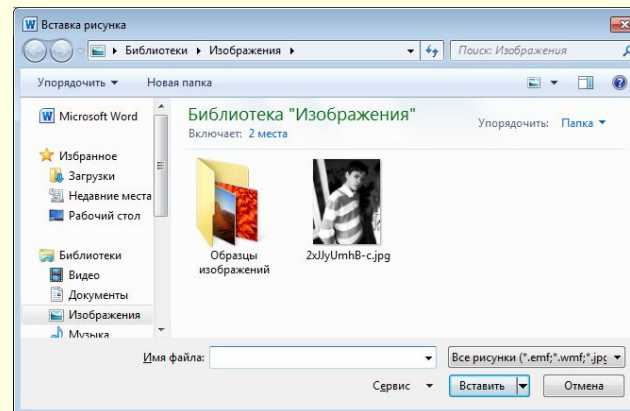 Вставка рисунка
Библиотеки
Изображения
Поиск: Изображения
Упорядочить
Новая папка
Microsoft Word
Избранное
Загрузки
Недавние места
Рабочий стол
Библиотеки
Видео
Документы
Изображения
Музыка
Библиотека "Изображения"
Включает: 2 места
Упорядочить: Папка
Образцы
изображений
2xJJyUmhB-c.jpg
Имя файла:
Все рисунки (*.emf;*.wmf;*.jpg
Сервис
Вставить
Отмена